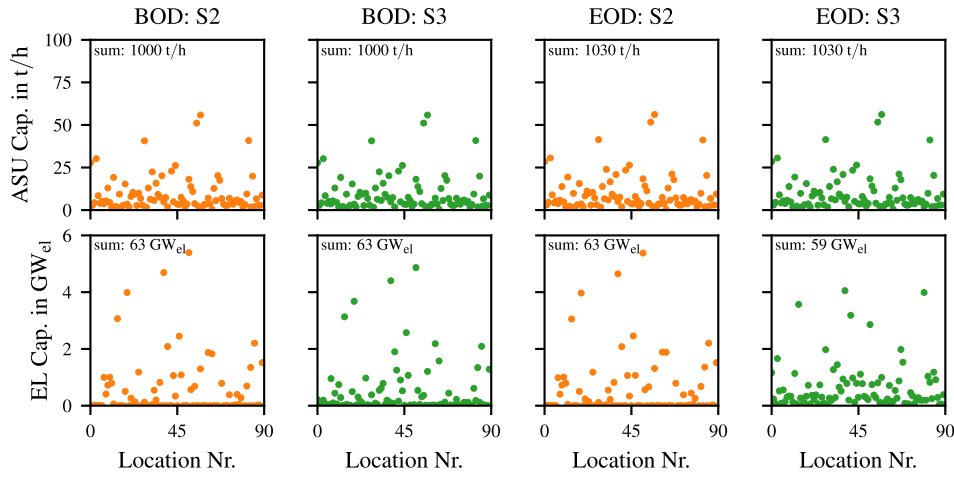 BOD: S2 BOD: S3 EOD: S2 EOD: S3
100
sum: 1000 t/h sum: 1000 t/h sum: 1030 t/h sum: 1030 t/h
75
50
25
0
ASU Cap. in t/h
6
sum: 63 GWel sum: 63 GWel sum: 63 GWel sum: 59 GWel
4
2
0
EL Cap. in GWel
0 45 90 0 45 90 0 45 90 0 45 90
Location Nr. Location Nr. Location Nr. Location Nr.